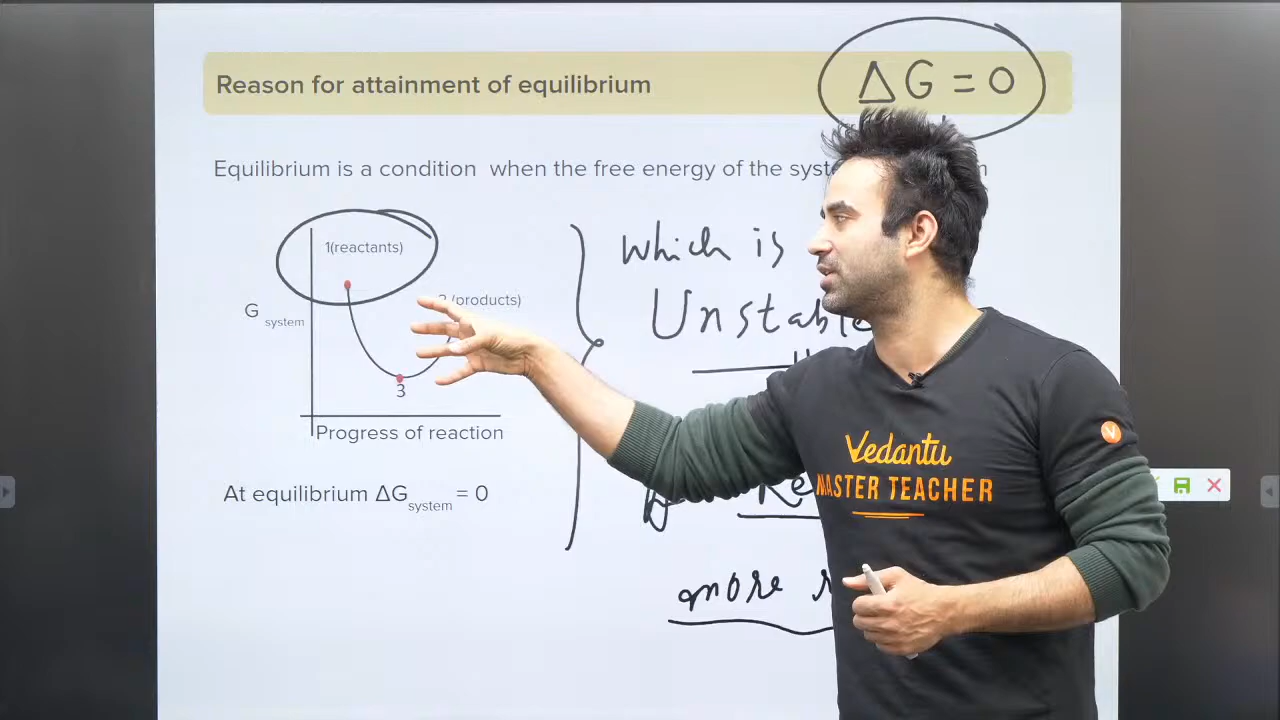 Reason for attainment of equilibrium
ΔG = 0
Equilibrium is a condition when the free energy of the
1(reactants)
(products)
G system
3
Progress of reaction
At equilibrium ΔG system = 0
Which is
Unstable
more
Vedantu
MASTER TEACHER
V